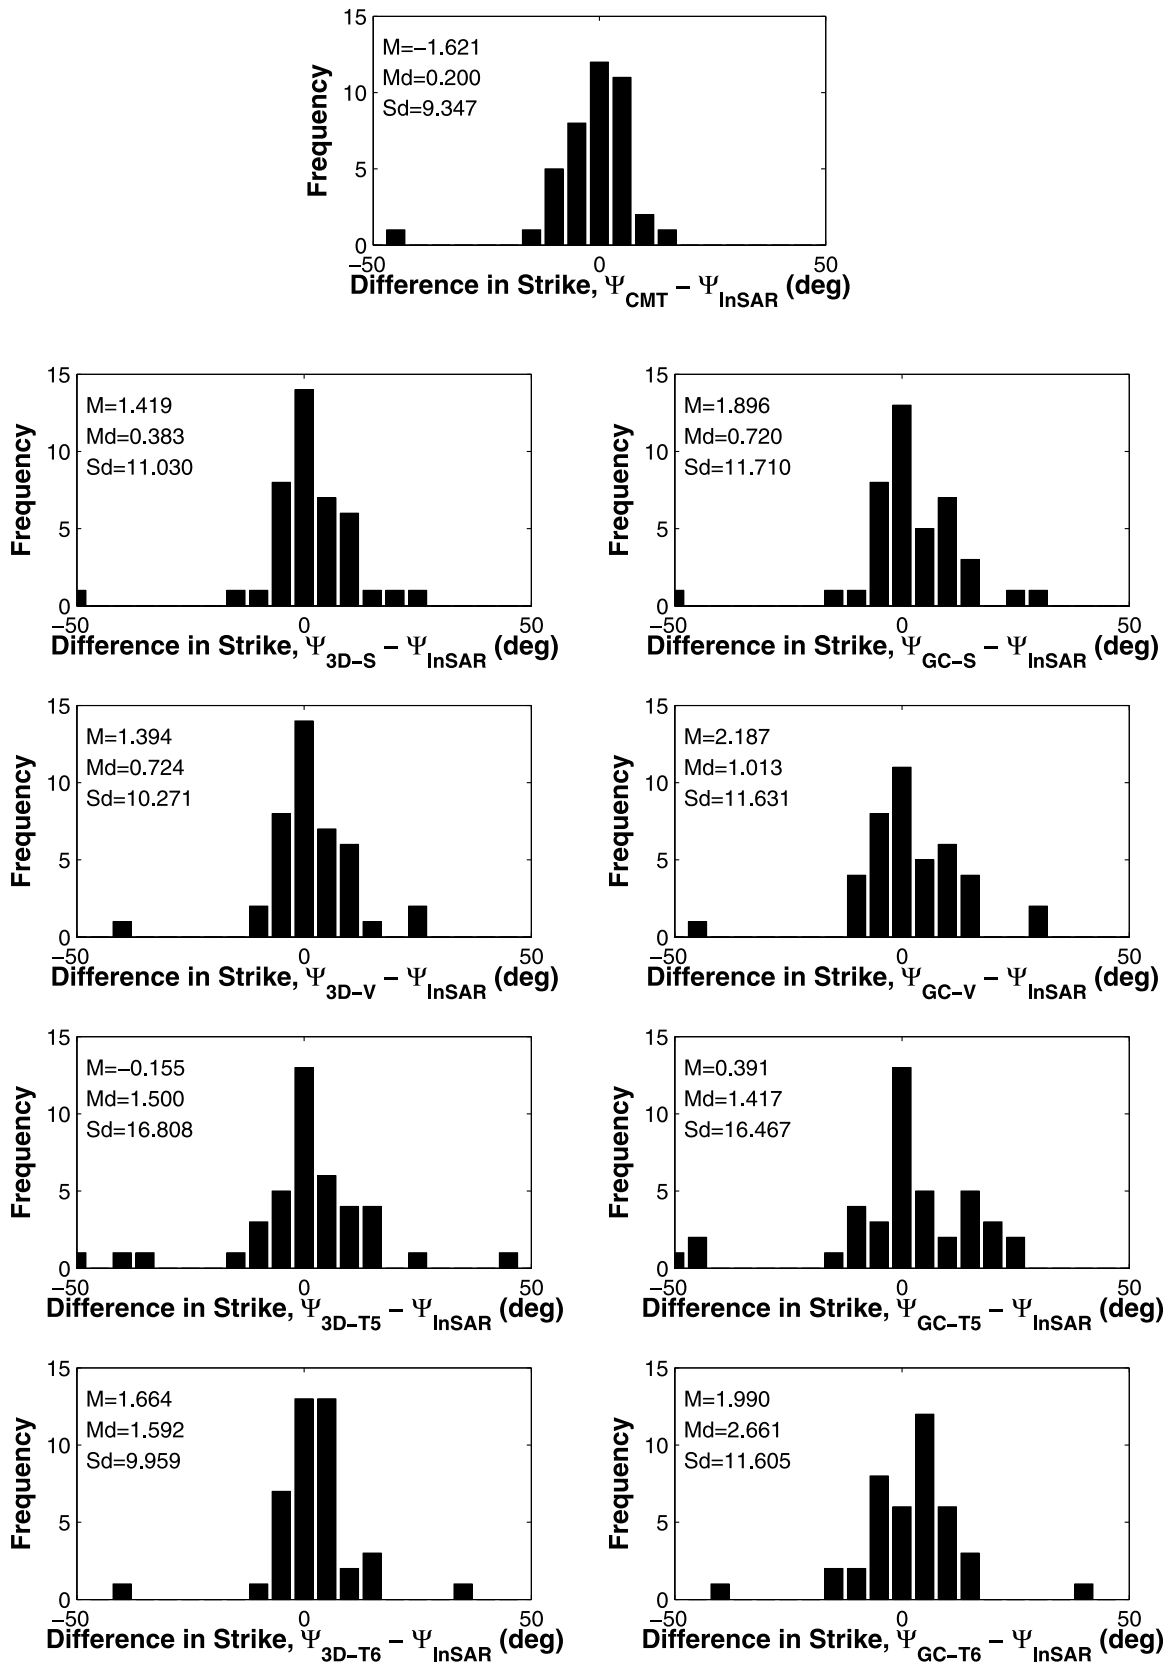 15
10
5
0
Frequency
M=−1.621
Md=0.200
Sd=9.347
−50 0 50
Difference in Strike, Ψ_CMT − Ψ_InSAR (deg)
15
10
5
0
Frequency
M=1.419
Md=0.383
Sd=11.030
−50 0 50
Difference in Strike, Ψ_3D−S − Ψ_InSAR (deg)
15
10
5
0
Frequency
M=1.896
Md=0.720
Sd=11.710
−50 0 50
Difference in Strike, Ψ_GC−S − Ψ_InSAR (deg)
15
10
5
0
Frequency
M=1.394
Md=0.724
Sd=10.271
−50 0 50
Difference in Strike, Ψ_3D−V − Ψ_InSAR (deg)
15
10
5
0
Frequency
M=2.187
Md=1.013
Sd=11.631
−50 0 50
Difference in Strike, Ψ_GC−V − Ψ_InSAR (deg)
15
10
5
0
Frequency
M=−0.155
Md=1.500
Sd=16.808
−50 0 50
Difference in Strike, Ψ_3D−T5 − Ψ_InSAR (deg)
15
10
5
0
Frequency
M=0.391
Md=1.417
Sd=16.467
−50 0 50
Difference in Strike, Ψ_GC−T5 − Ψ_InSAR (deg)
15
10
5
0
Frequency
M=1.664
Md=1.592
Sd=9.959
−50 0 50
Difference in Strike, Ψ_3D−T6 − Ψ_InSAR (deg)
15
10
5
0
Frequency
M=1.990
Md=2.661
Sd=11.605
−50 0 50
Difference in Strike, Ψ_GC−T6 − Ψ_InSAR (deg)